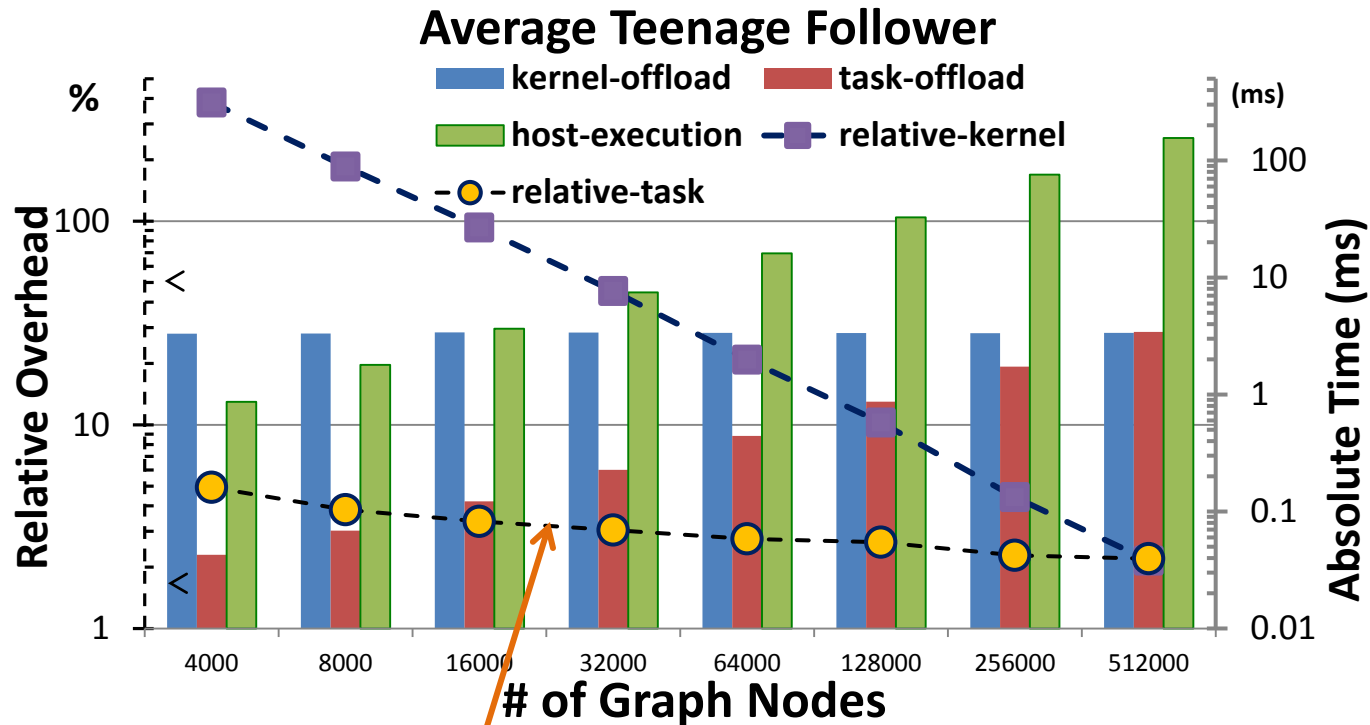 Average Teenage Follower
% kernel-offload task-offload (ms)
host-execution relative-kernel
relative-task
Relative Overhead
100
10
1
<
<
100
10
1
0.1
0.01
Absolute Time (ms)
4000 8000 16000 32000 64000 128000 256000 512000
# of Graph Nodes